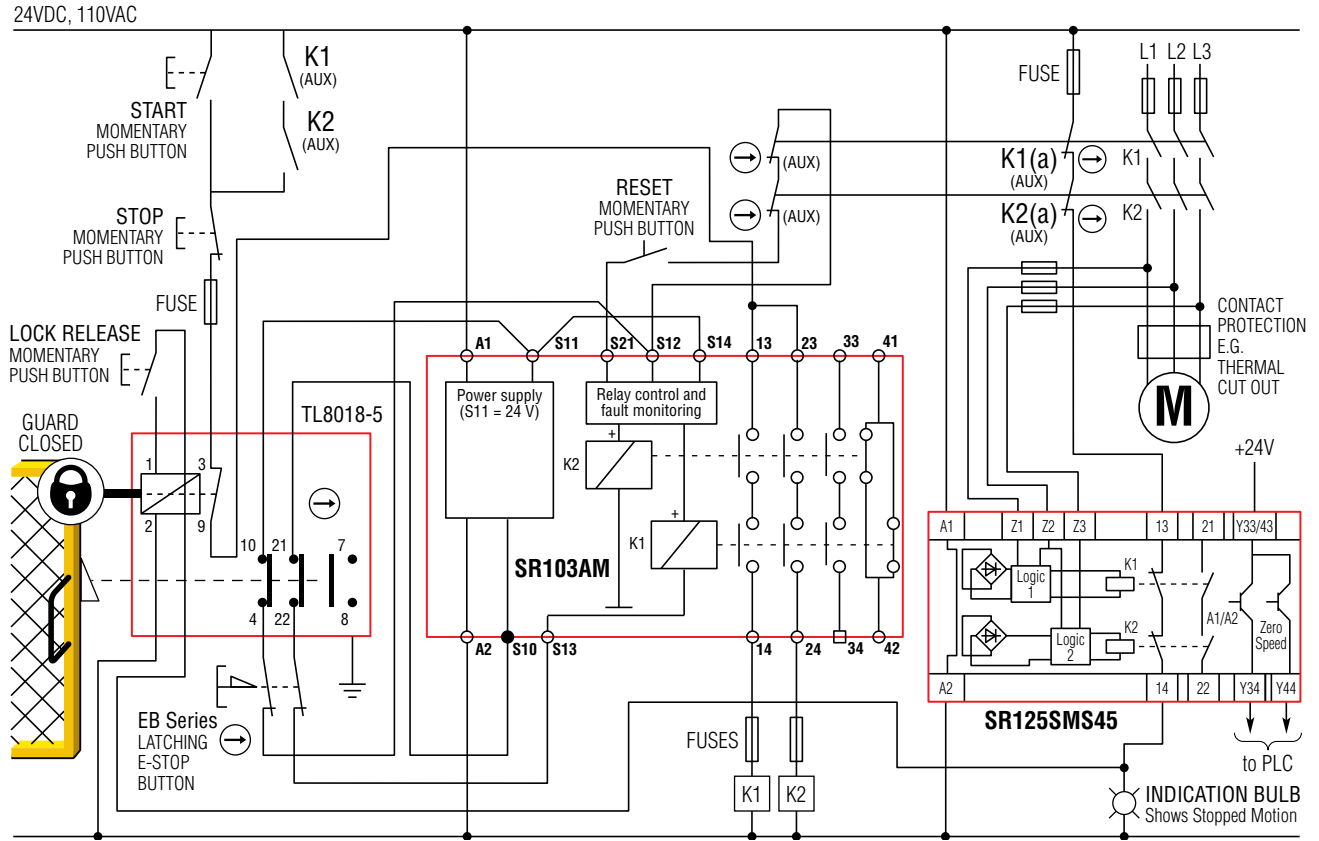 24VDC, 110VAC
K1
(AUX)
START
MOMENTARY
PUSH BUTTON
K2
(AUX)
STOP
MOMENTARY
PUSH BUTTON
FUSE
LOCK RELEASE
MOMENTARY
PUSH BUTTON
GUARD
CLOSED
TL8018-5
1
3
2
9
10
21
7
4
22
8
EB Series
LATCHING
E-STOP
BUTTON
RESET
MOMENTARY
PUSH BUTTON
(AUX)
(AUX)
A1
S11
S21
S12
S14
13
23
33
41
Power supply
(S11 = 24 V)
Relay control and
fault monitoring
+
K2
+
K1
SR103AM
A2
S10
S13
14
24
34
42
FUSES
K1
K2
FUSE
L1
L2
L3
K1(a)
(AUX)
K1
K2(a)
(AUX)
K2
CONTACT
PROTECTION
E.G.
THERMAL
CUT OUT
M
+24V
A1
Z1
Z2
Z3
13
21
Y33/43
Logic
1
K1
A1/A2
Zero
Speed
Logic
2
K2
A2
14
22
Y34
Y44
SR125SMS45
to PLC
INDICATION BULB
Shows Stopped Motion